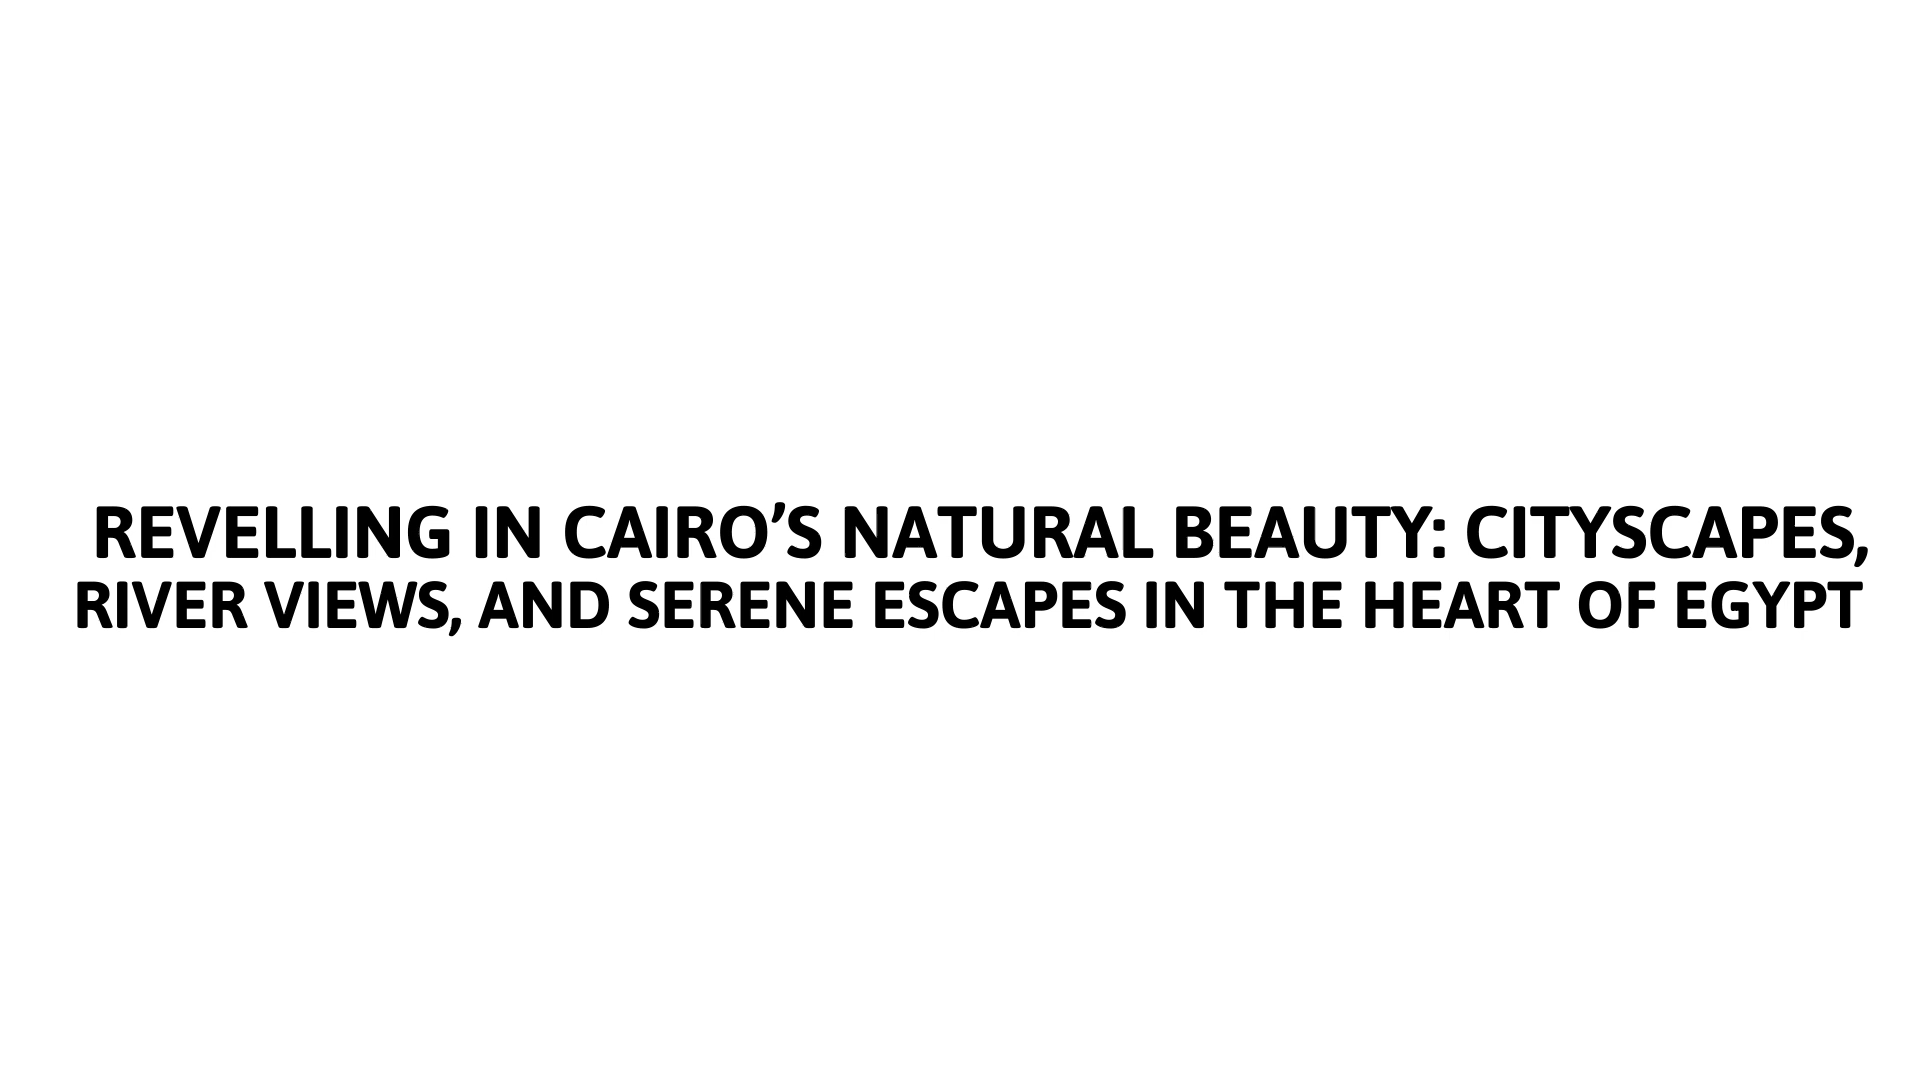 REVELLING IN CAIRO’S NATURAL BEAUTY: CITYSCAPES,
RIVER VIEWS, AND SERENE ESCAPES IN THE HEART OF EGYPT